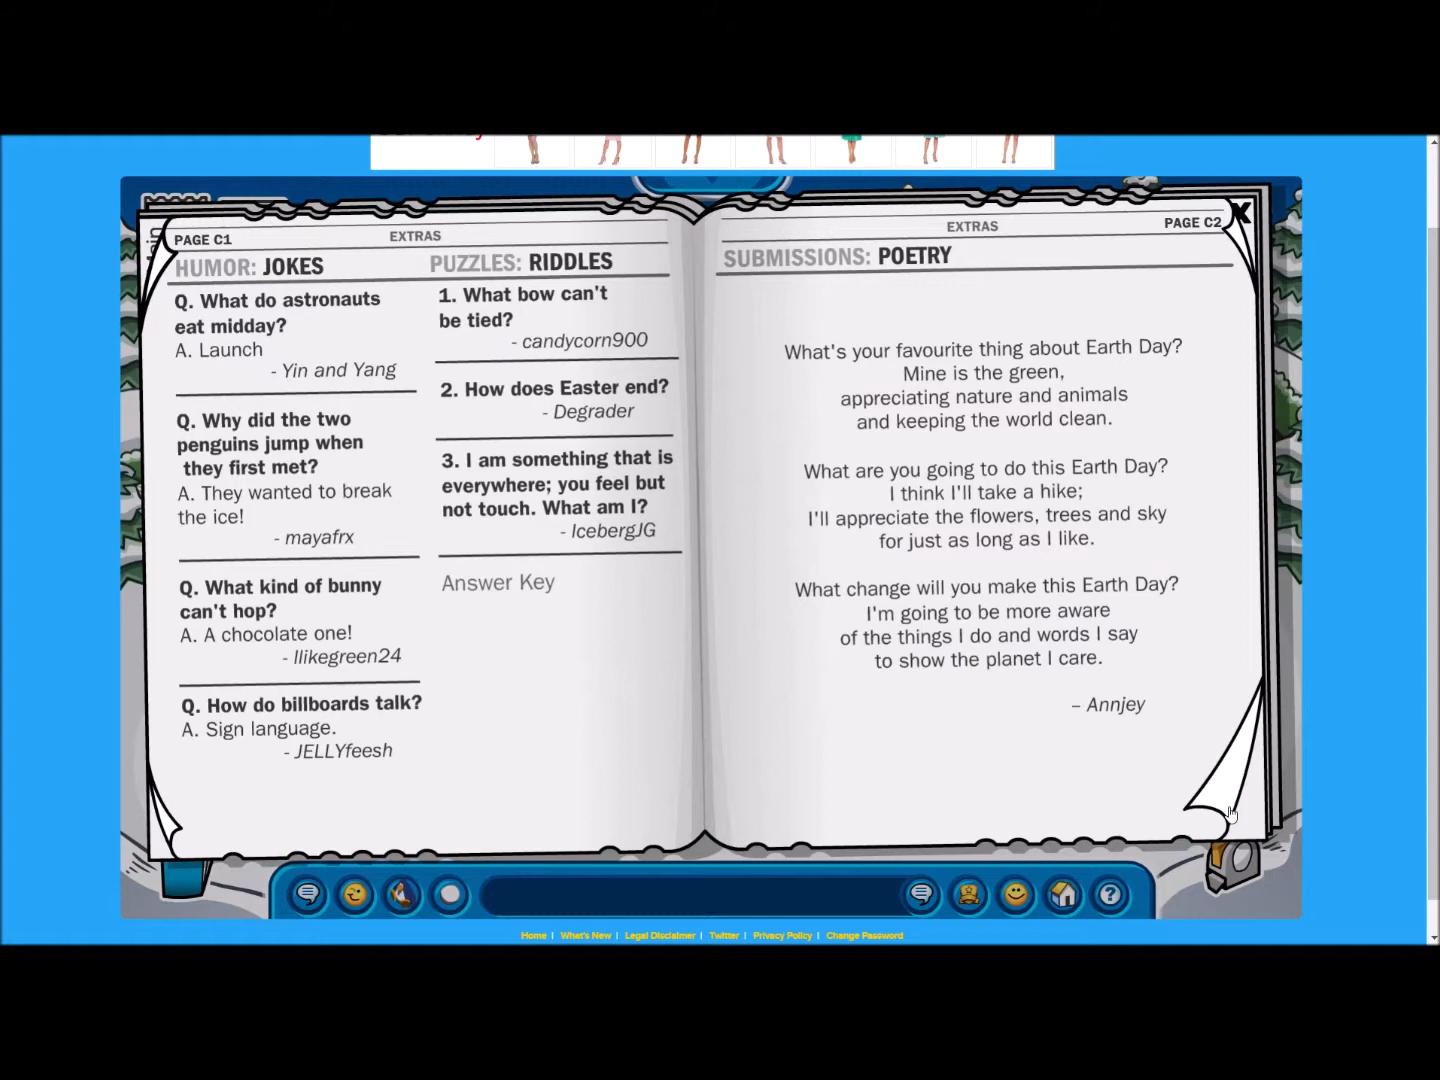 PAGE C1
EXTRAS
HUMOR: JOKES
Q. What do astronauts
eat midday?
A. Launch
- Yin and Yang
Q. Why did the two
penguins jump when
they first met?
A. They wanted to break
the ice!
- mayafrx
Q. What kind of bunny
can't hop?
A. A chocolate one!
- Ilikegreen24
Q. How do billboards talk?
A. Sign language.
- JELLYfeesh
PUZZLES: RIDDLES
1. What bow can't
be tied?
- candycorn900
2. How does Easter end?
- Degrader
3. I am something that is
everywhere; you feel but
not touch. What am I?
- IcebergJG
Answer Key
EXTRAS
PAGE C2
X
SUBMISSIONS: POETRY
What's your favourite thing about Earth Day?
Mine is the green,
appreciating nature and animals
and keeping the world clean.
What are you going to do this Earth Day?
I think I'll take a hike;
I'll appreciate the flowers, trees and sky
for just as long as I like.
What change will you make this Earth Day?
I'm going to be more aware
of the things I do and words I say
to show the planet I care.
– Annjey
?
Home | What's New | Legal Disclaimer | Twitter | Privacy Policy | Change Password